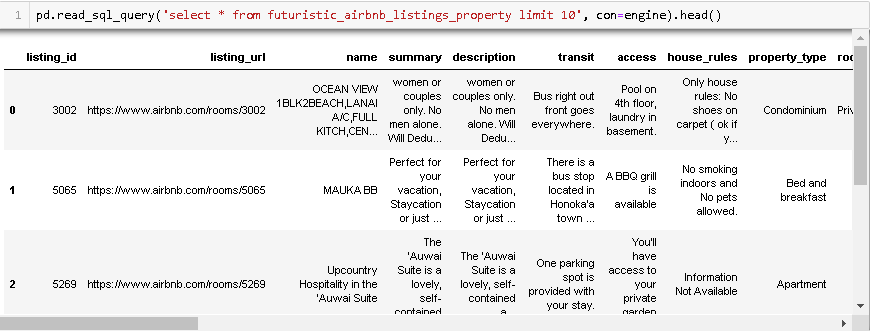 1 pd.read_sql_query('select * from futuristic_airbnb_listings_property limit 10', con=engine).head()
listing_id listing_url name summary description transit access house_rules property_type roo
0 3002 https://www.airbnb.com/rooms/3002 OCEAN VIEW 1BLK2BEACH,LANAI A/C,FULL KITCH,CEN... women or couples only. No men alone. Will Dedu... women or couples only. No men alone. Will Dedu... Bus right out front goes everywhere. Pool on 4th floor, laundry in basement. Only house rules: No shoes on carpet ( ok if y... Condominium Priv
1 5065 https://www.airbnb.com/rooms/5065 MAUKA BB Perfect for your vacation, Staycation or just ... Perfect for your vacation, Staycation or just ... There is a bus stop located in Honoka'a town ... A BBQ grill is available No smoking indoors and No pets allowed. Bed and breakfast
2 5269 https://www.airbnb.com/rooms/5269 Upcountry Hospitality in the 'Auwai Suite The 'Auwai Suite is a lovely, self-contained The 'Auwai Suite is a lovely, self-contained a One parking spot is provided with your stay. You'll have access to your private garden Information Not Available Apartment